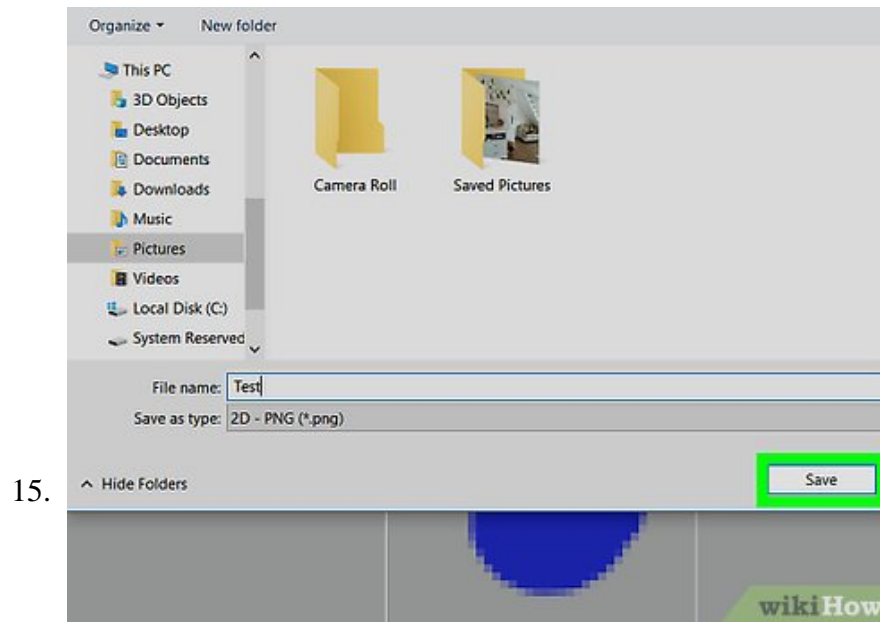 Organize New folder
This PC
3D Objects
Desktop
Documents
Downloads
Music
Pictures
Videos
Local Disk (C:)
System Reserved
Camera Roll Saved Pictures
File name: Test
Save as type: 2D - PNG (*.png)
15. Hide Folders Save
wikiHow